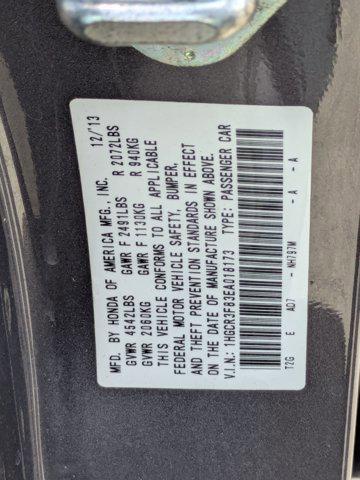 MFD. BY HONDA OF AMERICA MFG., INC. 12/13
GVWR 4542LBS GAWR F 2491LBS R 2072LBS
GVWR 2060KG GAWR F 1130KG R 940KG
THIS VEHICLE CONFORMS TO ALL APPLICABLE
FEDERAL MOTOR VEHICLE SAFETY, BUMPER,
AND THEFT PREVENTION STANDARDS IN EFFECT
ON THE DATE OF MANUFACTURE SHOWN ABOVE.
V.I.N: 1HGCR3F83EA018173 TYPE: PASSENGER CAR
T2G E AD7 - NH797M - A - A